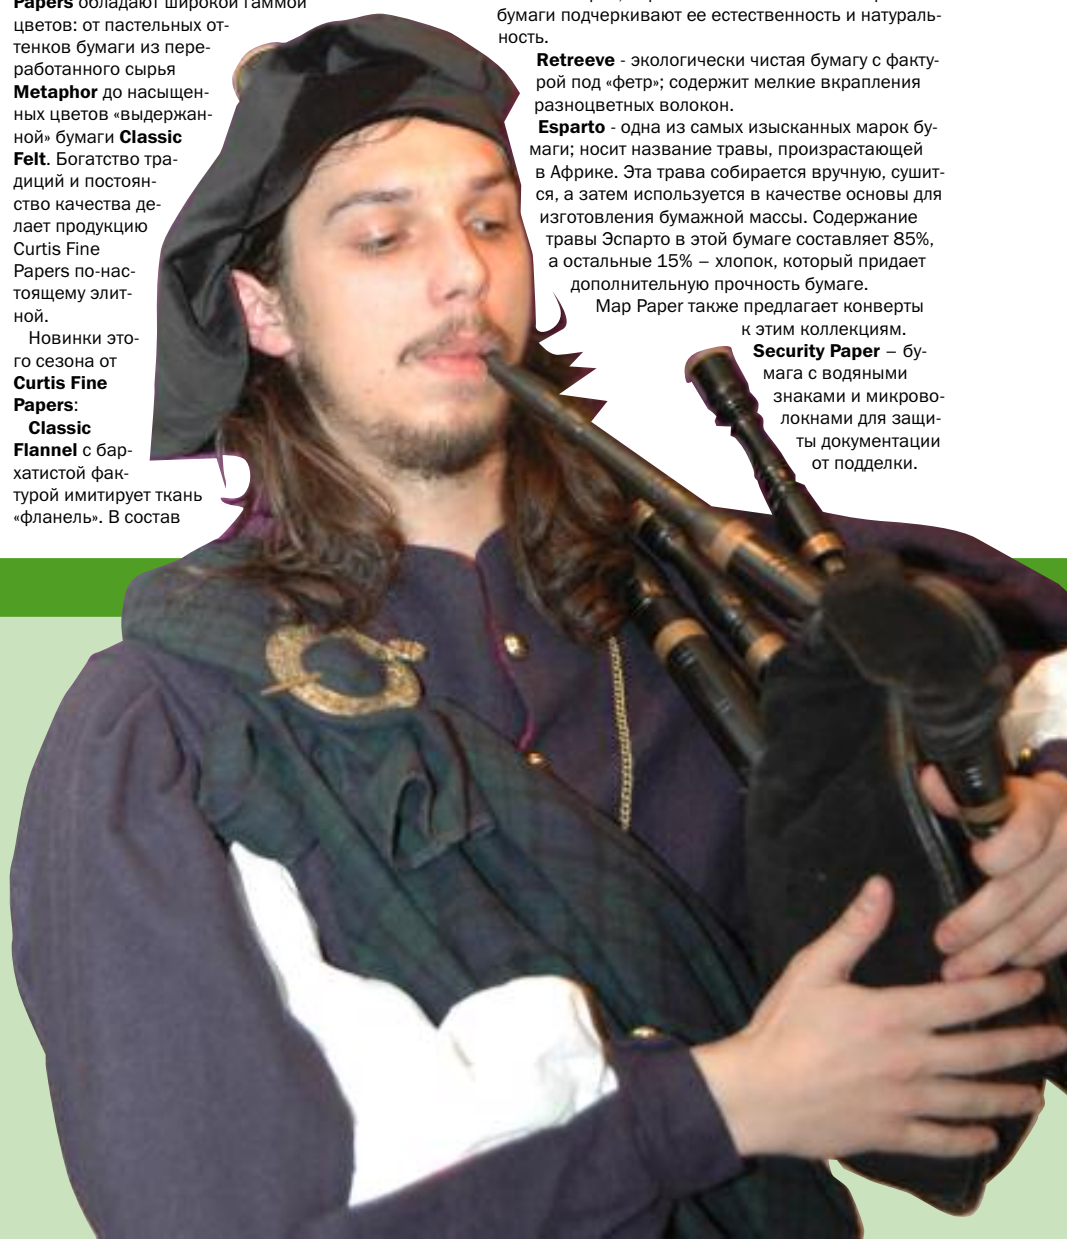 Papers обладают широкой гаммой
цветов: от пастельных от-
тенков бумаги из пере-
работанного сырья
Metaphor до насыщен-
ных цветов «выдержан-
ной» бумаги Classic
Felt. Богатство тра-
диций и постоян-
ство качества де-
лает продукцию
Curtis Fine
Papers по-нас-
тоящему элит-
ной.
Новинки это-
го сезона от
Curtis Fine
Papers:
Classic
Flannel с бар-
хатистой фак-
турой имитирует ткань
«фланель». В состав
бумаги подчеркивают ее естественность и натураль-
ность.
Retreeve - экологически чистая бумагу с факту-
рой под «фетр»; содержит мелкие вкрапления
разноцветных волокон.
Esparto - одна из самых изысканных марок бу-
маги; носит название травы, произрастающей
в Африке. Эта трава собирается вручную, сушит-
ся, а затем используется в качестве основы для
изготовления бумажной массы. Содержание
травы Эспарто в этой бумаге составляет 85%,
а остальные 15% – хлопок, который придает
дополнительную прочность бумаге.
Map Paper также предлагает конверты
к этим коллекциям.
Security Paper – бу-
мага с водяными
знаками и микрово-
локнами для защи-
ты документации
от подделки.